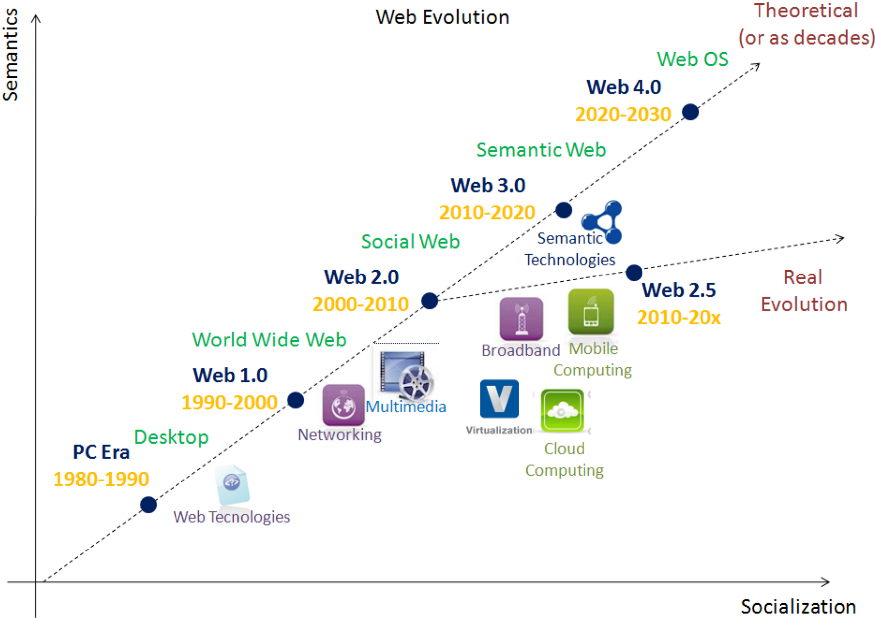 Web Evolution
Theoretical
(or as decades)
Semantics
Web OS
Web 4.0
2020-2030
Semantic Web
Web 3.0
2010-2020
Semantic
Technologies
Social Web
Web 2.0
2000-2010
Web 2.5
2010-20x
Real
Evolution
Broadband
Mobile
Computing
World Wide Web
Web 1.0
1990-2000
Multimedia
Networking
V
Virtualization
Cloud
Computing
Desktop
PC Era
1980-1990
</>
Web Tecnologies
Socialization